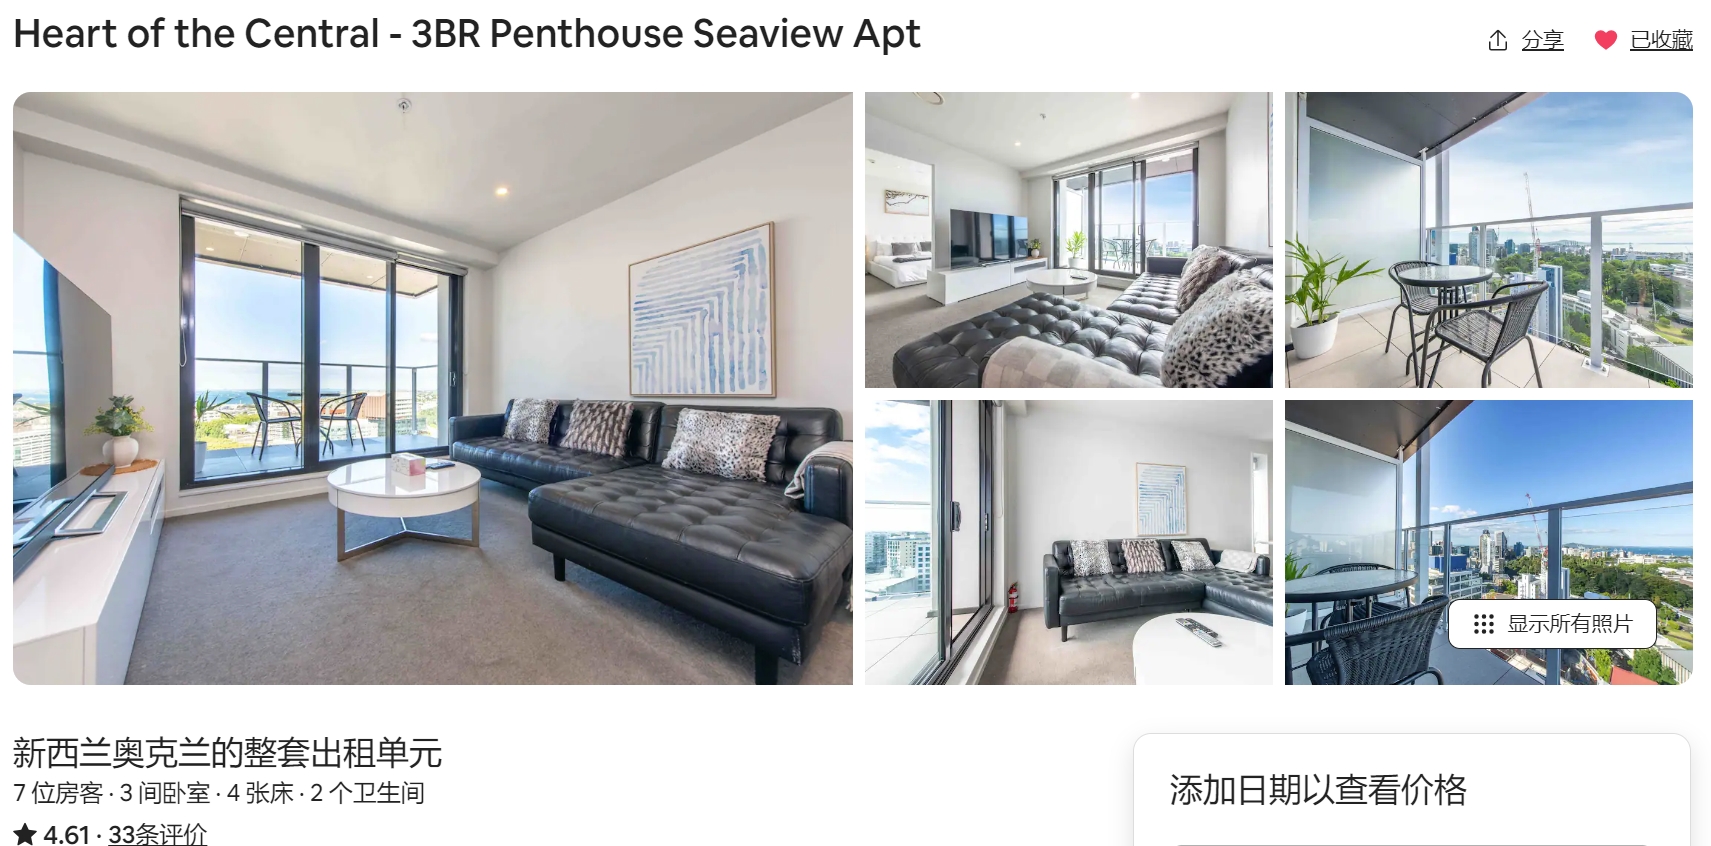 Heart of the Central - 3BR Penthouse Seaview Apt
分享
已收藏
显示所有照片
新西兰奥克兰的整套出租单元
7 位房客 · 3 间卧室 · 4 张床 · 2 个卫生间
4.61 · 33条评价
添加日期以查看价格